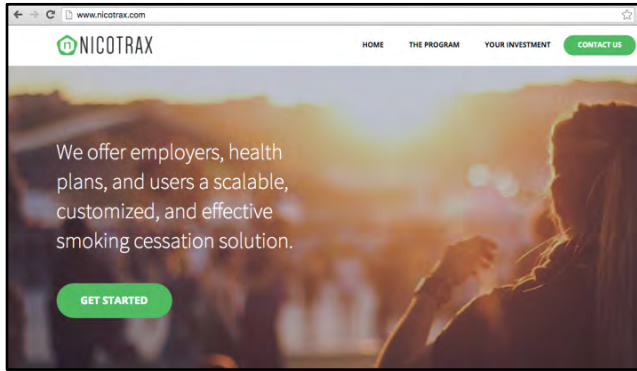 www.nicotrax.com
n NICOTRAX
HOME THE PROGRAM YOUR INVESTMENT CONTACT US
We offer employers, health
plans, and users a scalable,
customized, and effective
smoking cessation solution.
GET STARTED